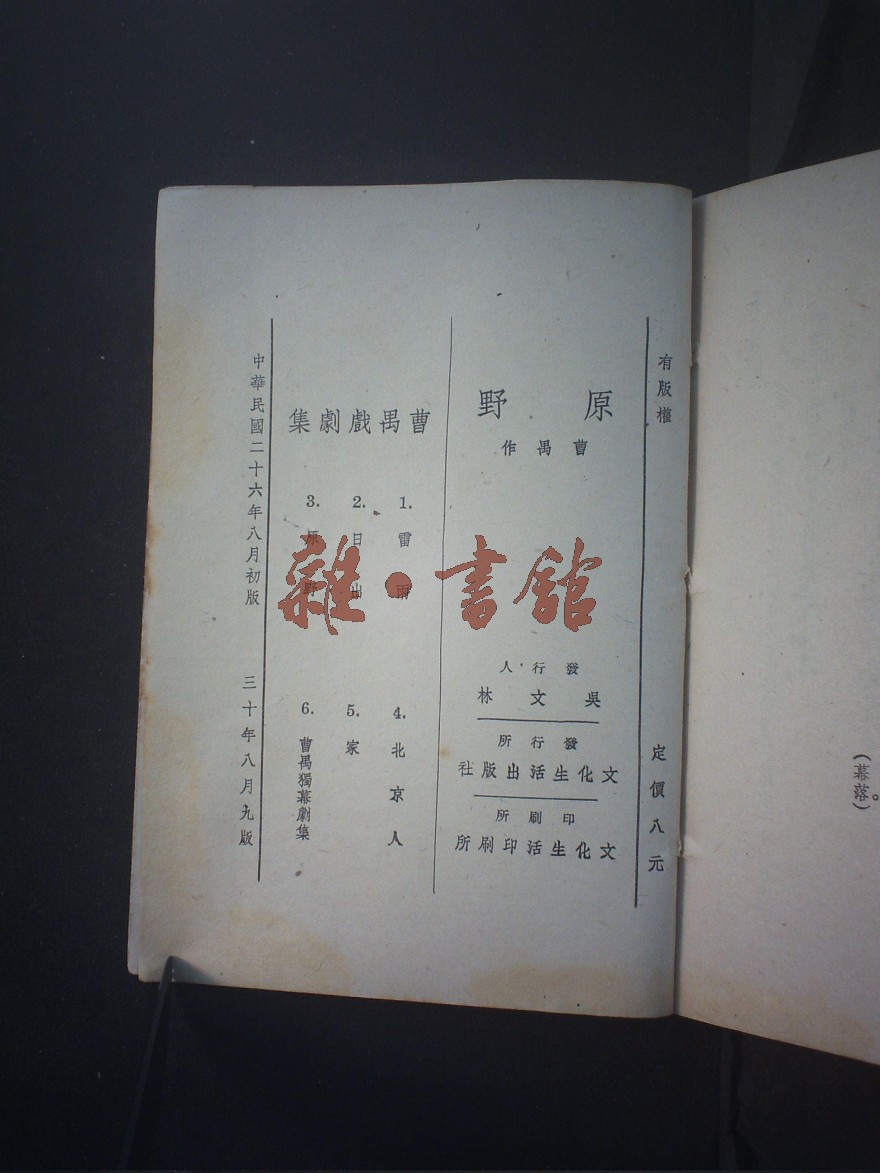 有版權
定價八元
原野
曹禺作
發行人
吳文林
發行所
文化生活出版社
印刷所
文化生活印刷所
曹禺戲劇集
1. 雷雨
2. 日出
3. 原野
4. 北京人
5. 家
6. 曹禺獨幕劇集
中華民國二十六年八月初版
三十年八月九版
雜·書館
。
(幕落)